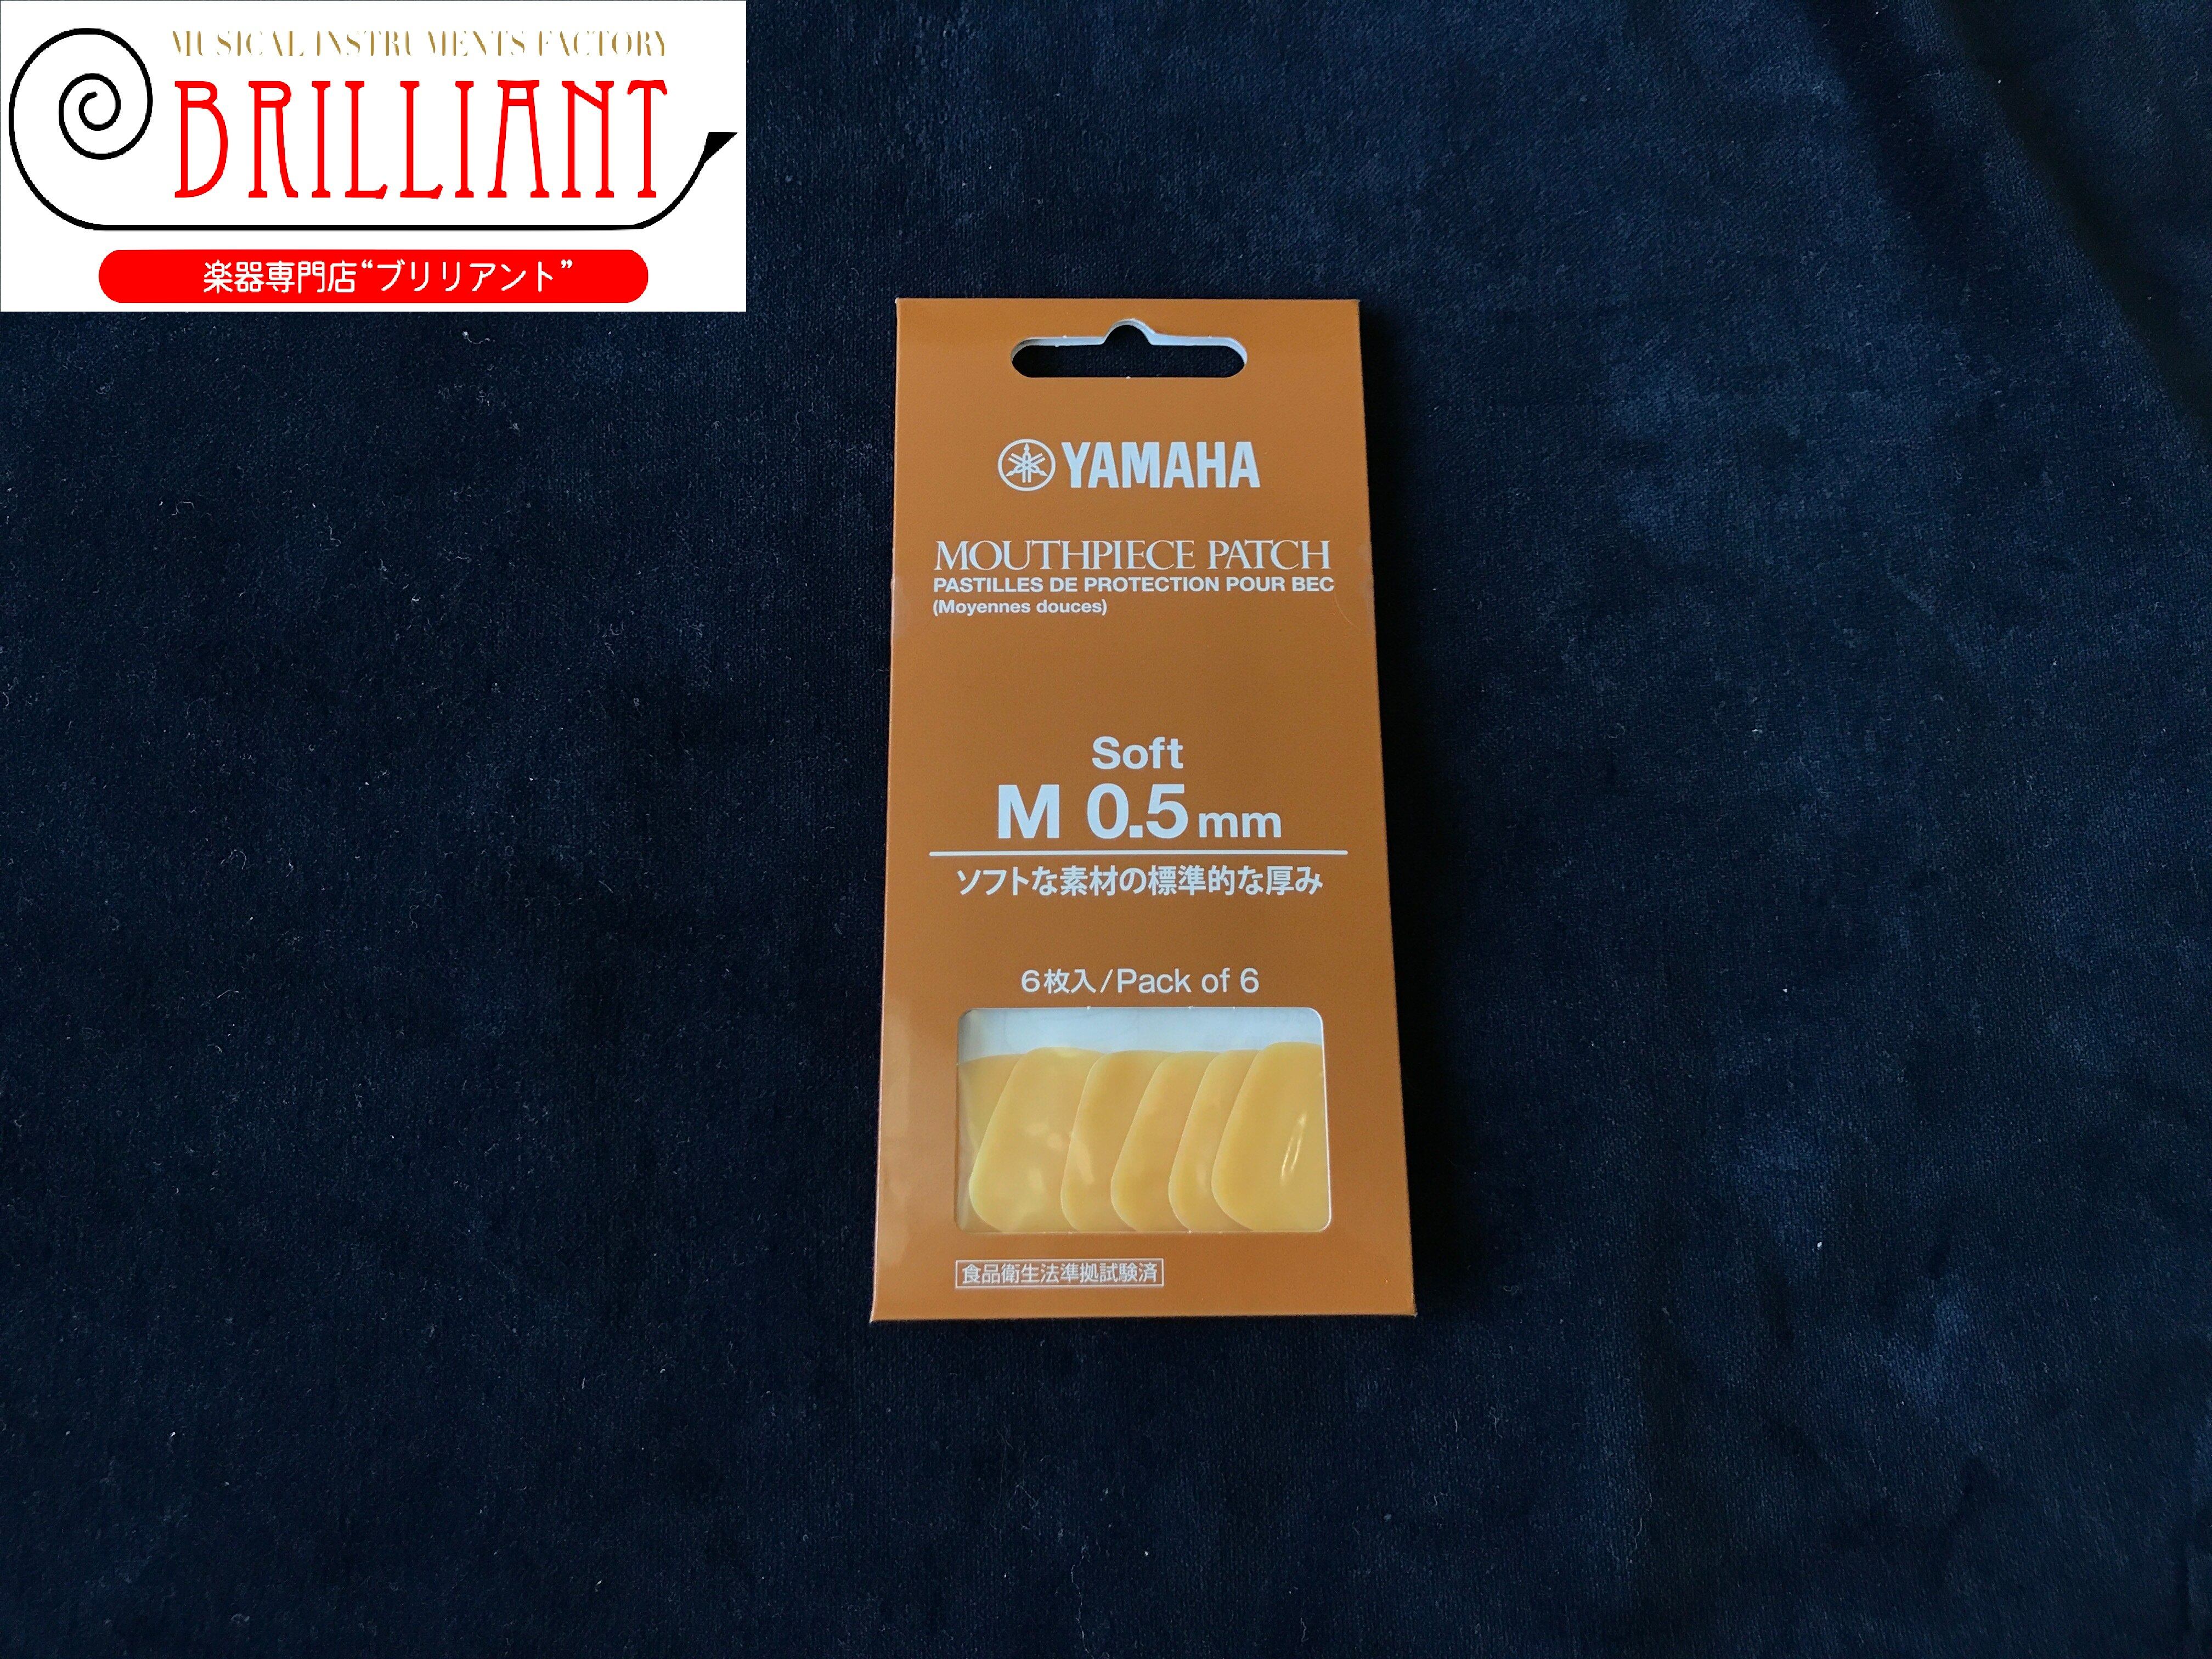 MUSICAL INSTRUMENTS FACTORY
BRILLIANT
楽器専門店“ブリリアント”
YAMAHA
MOUTHPIECE PATCH
PASTILLES DE PROTECTION POUR BEC
(Moyennes douces)
Soft
M 0.5 mm
ソフトな素材の標準的な厚み
6枚入/Pack of 6
食品衛生法準拠試験済